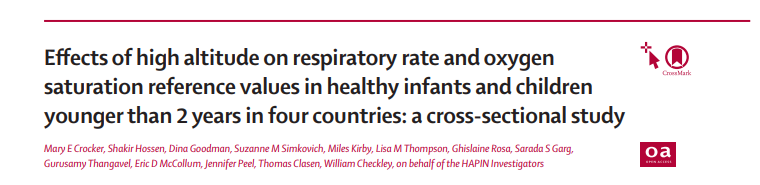 Effects of high altitude on respiratory rate and oxygen
saturation reference values in healthy infants and children
younger than 2 years in four countries: a cross-sectional study
CrossMark
Mary E Crocker, Shakir Hossen, Dina Goodman, Suzanne M Simkovich, Miles Kirby, Lisa M Thompson, Ghislaine Rosa, Sarada S Garg,
Gurusamy Thangavel, Eric D McCollum, Jennifer Peel, Thomas Clasen, William Checkley, on behalf of the HAPIN Investigators
oa
OPEN ACCESS